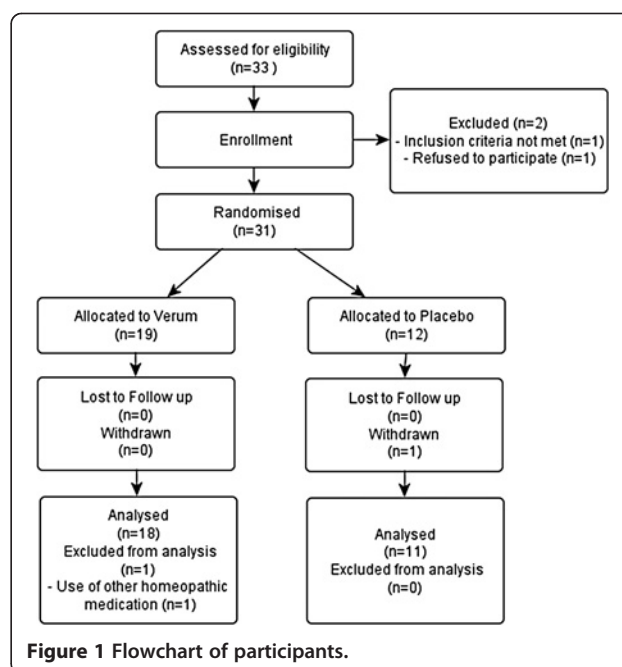 Assessed for eligibility
(n=33 )
Enrollment
Excluded (n=2)
- Inclusion criteria not met (n=1)
- Refused to participate (n=1)
Randomised
(n=31)
Allocated to Verum
(n=19)
Allocated to Placebo
(n=12)
Lost to Follow up
(n=0)
Withdrawn
(n=0)
Lost to Follow up
(n=0)
Withdrawn
(n=1)
Analysed
(n=18)
Excluded from analysis
(n=1)
- Use of other homeopathic
medication (n=1)
Analysed
(n=11)
Excluded from analysis
(n=0)
Figure 1 Flowchart of participants.